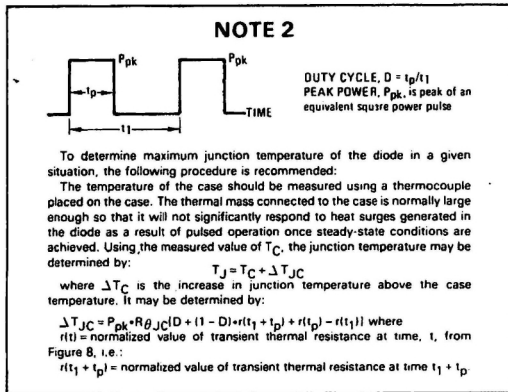 NOTE 2
Ppk
Ppk
tp
TIME
t1
DUTY CYCLE, D = tp/t1
PEAK POWER, Ppk, is peak of an
equivalent square power pulse
To determine maximum junction temperature of the diode in a given
situation, the following procedure is recommended:
The temperature of the case should be measured using a thermocouple
placed on the case. The thermal mass connected to the case is normally large
enough so that it will not significantly respond to heat surges generated in
the diode as a result of pulsed operation once steady-state conditions are
achieved. Using the measured value of TC, the junction temperature may be
determined by:
TJ = TC + ΔTJC
where ΔTC is the increase in junction temperature above the case
temperature. It may be determined by:
ΔTJC = Ppk•RθJC[D + (1 - D)•r(t1 + tp) + r(tp) - r(t1)] where
r(t) = normalized value of transient thermal resistance at time, t, from
Figure 8, i.e.:
r(t1 + tp) = normalized value of transient thermal resistance at time t1 + tp.